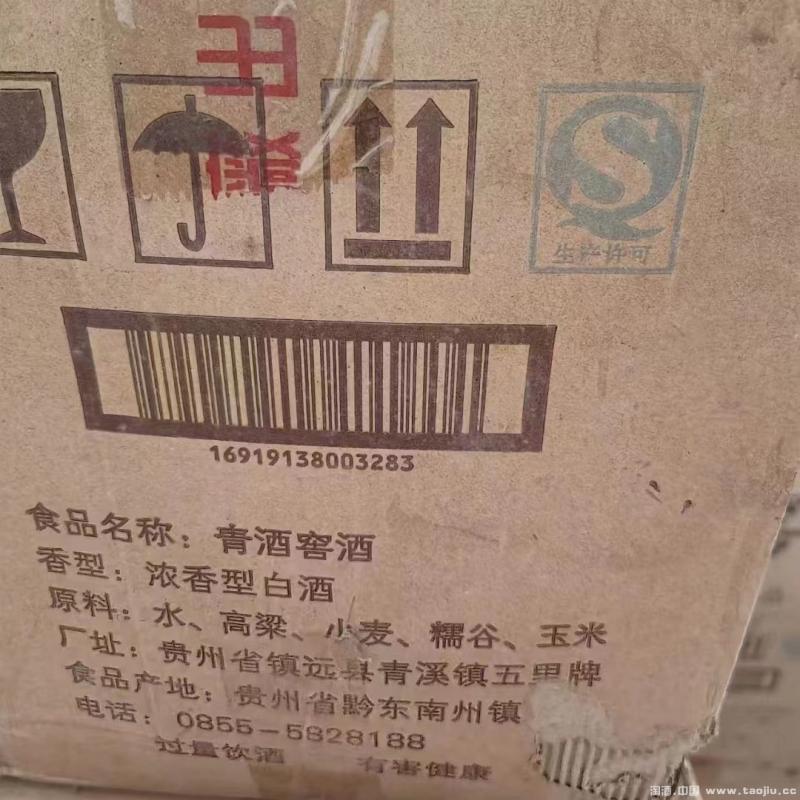 生产许可
16919138003283
食品名称：青酒窖酒
香型：浓香型白酒
原料：水、高粱、小麦、糯谷、玉米
厂址：贵州省镇远县青溪镇五里牌
食品产地：贵州省黔东南州镇
电话：0855-5828188
过量饮酒 有害健康
淘酒.中国 www.taojiu.cc